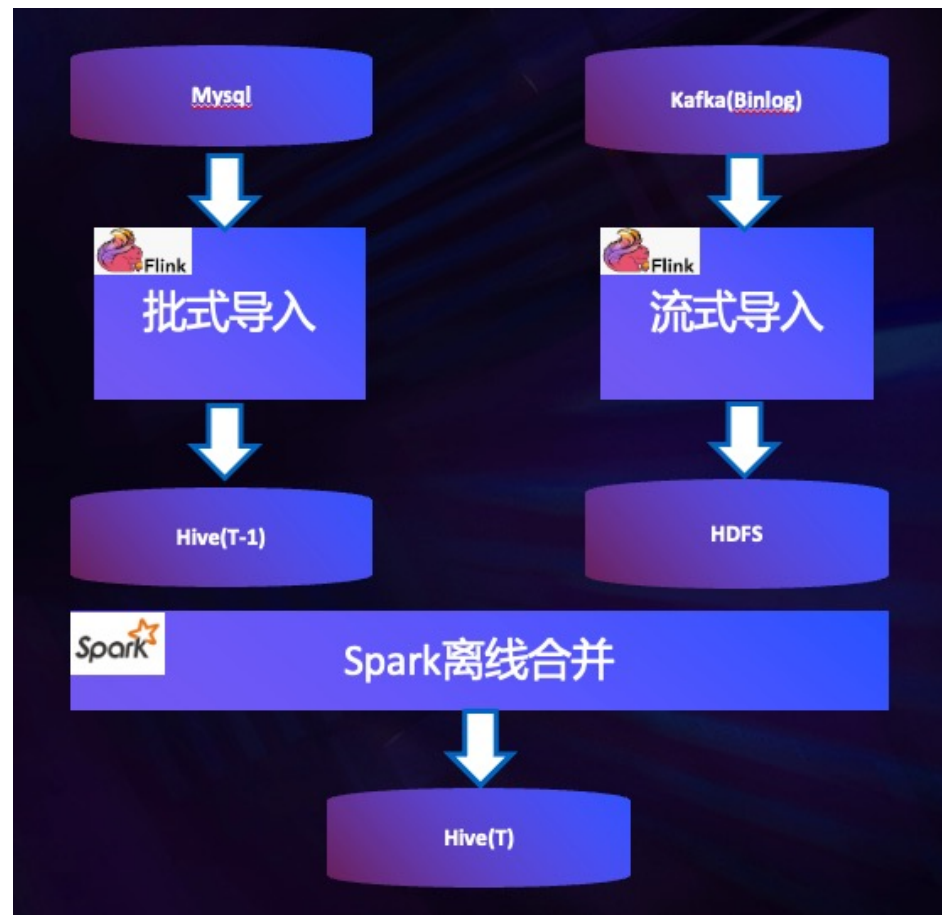 Mysql
Kafka(Binlog)
Flink
批式导入
Flink
流式导入
Hive(T-1)
HDFS
Spark
Spark离线合并
Hive(T)